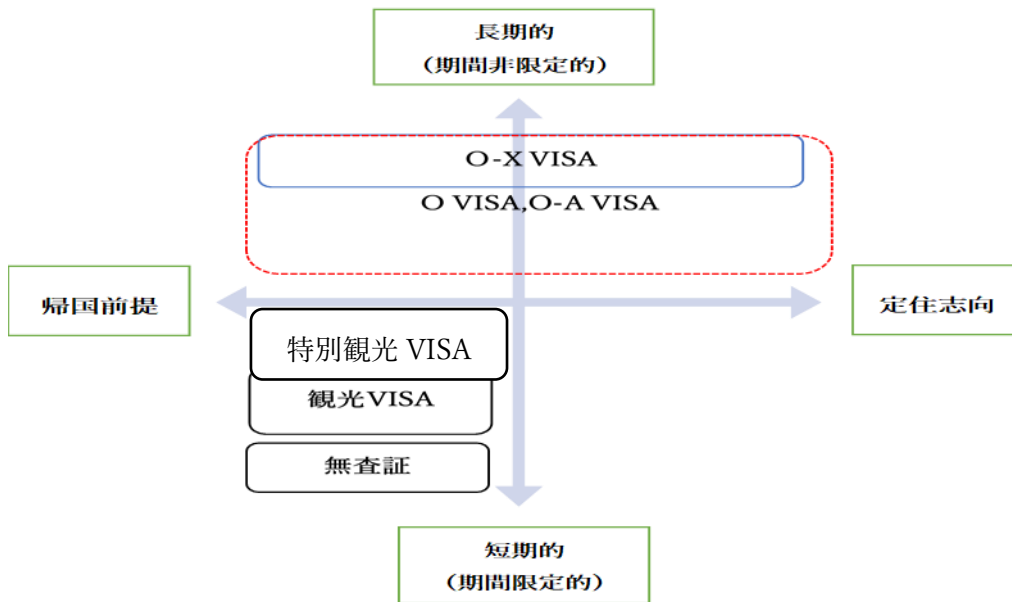 長期的
（期間非限定的）
O-X VISA
O VISA,O-A VISA
帰国前提
定住志向
特別観光 VISA
観光VISA
無査証
短期的
（期間限定的）